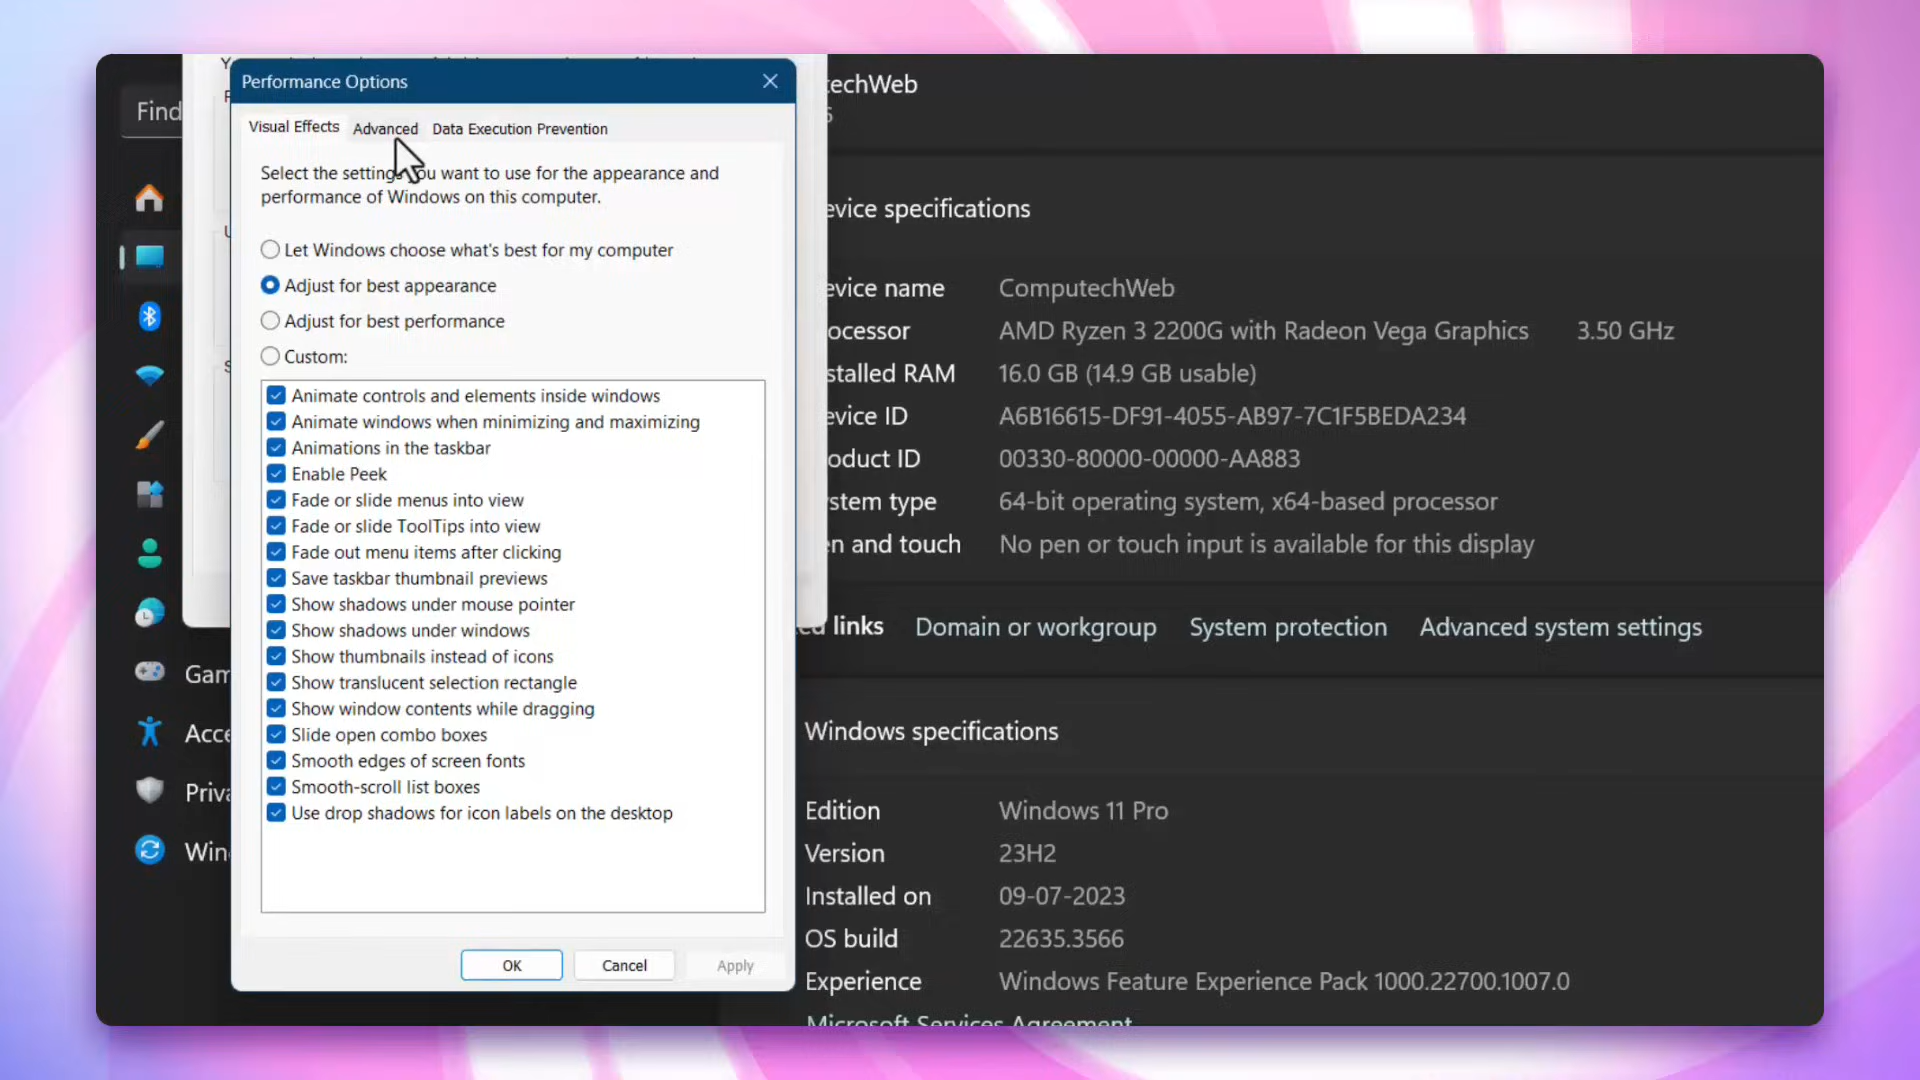 Performance Options
Visual Effects
Advanced
Data Execution Prevention
Select the settings you want to use for the appearance and
performance of Windows on this computer.
Let Windows choose what's best for my computer
Adjust for best appearance
Adjust for best performance
Custom:
Animate controls and elements inside windows
Animate windows when minimizing and maximizing
Animations in the taskbar
Enable Peek
Fade or slide menus into view
Fade or slide ToolTips into view
Fade out menu items after clicking
Save taskbar thumbnail previews
Show shadows under mouse pointer
Show shadows under windows
Show thumbnails instead of icons
Show translucent selection rectangle
Show window contents while dragging
Slide open combo boxes
Smooth edges of screen fonts
Smooth-scroll list boxes
Use drop shadows for icon labels on the desktop
OK
Cancel
Apply
Find
Gam
Acce
Priva
Win
techWeb
evice specifications
evice name ComputechWeb
ocessor AMD Ryzen 3 2200G with Radeon Vega Graphics 3.50 GHz
stalled RAM 16.0 GB (14.9 GB usable)
evice ID A6B16615-DF91-4055-AB97-7C1F5BEDA234
oduct ID 00330-80000-00000-AA883
stem type 64-bit operating system, x64-based processor
n and touch No pen or touch input is available for this display
ed links Domain or workgroup System protection Advanced system settings
Windows specifications
Edition Windows 11 Pro
Version 23H2
Installed on 09-07-2023
OS build 22635.3566
Experience Windows Feature Experience Pack 1000.22700.1007.0
Microsoft Services Agreement